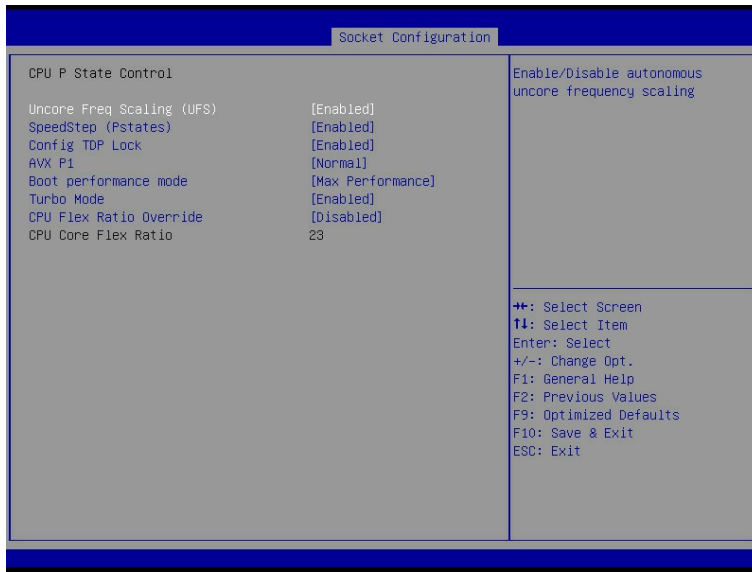 Socket Configuration
CPU P State Control
Uncore Freq Scaling (UFS) [Enabled]
SpeedStep (Pstates) [Enabled]
Config TDP Lock [Enabled]
AVX P1 [Normal]
Boot performance mode [Max Performance]
Turbo Mode [Enabled]
CPU Flex Ratio Override [Disabled]
CPU Core Flex Ratio 23
Enable/Disable autonomous
uncore frequency scaling
→←: Select Screen
↑↓: Select Item
Enter: Select
+/-: Change Opt.
F1: General Help
F2: Previous Values
F9: Optimized Defaults
F10: Save & Exit
ESC: Exit